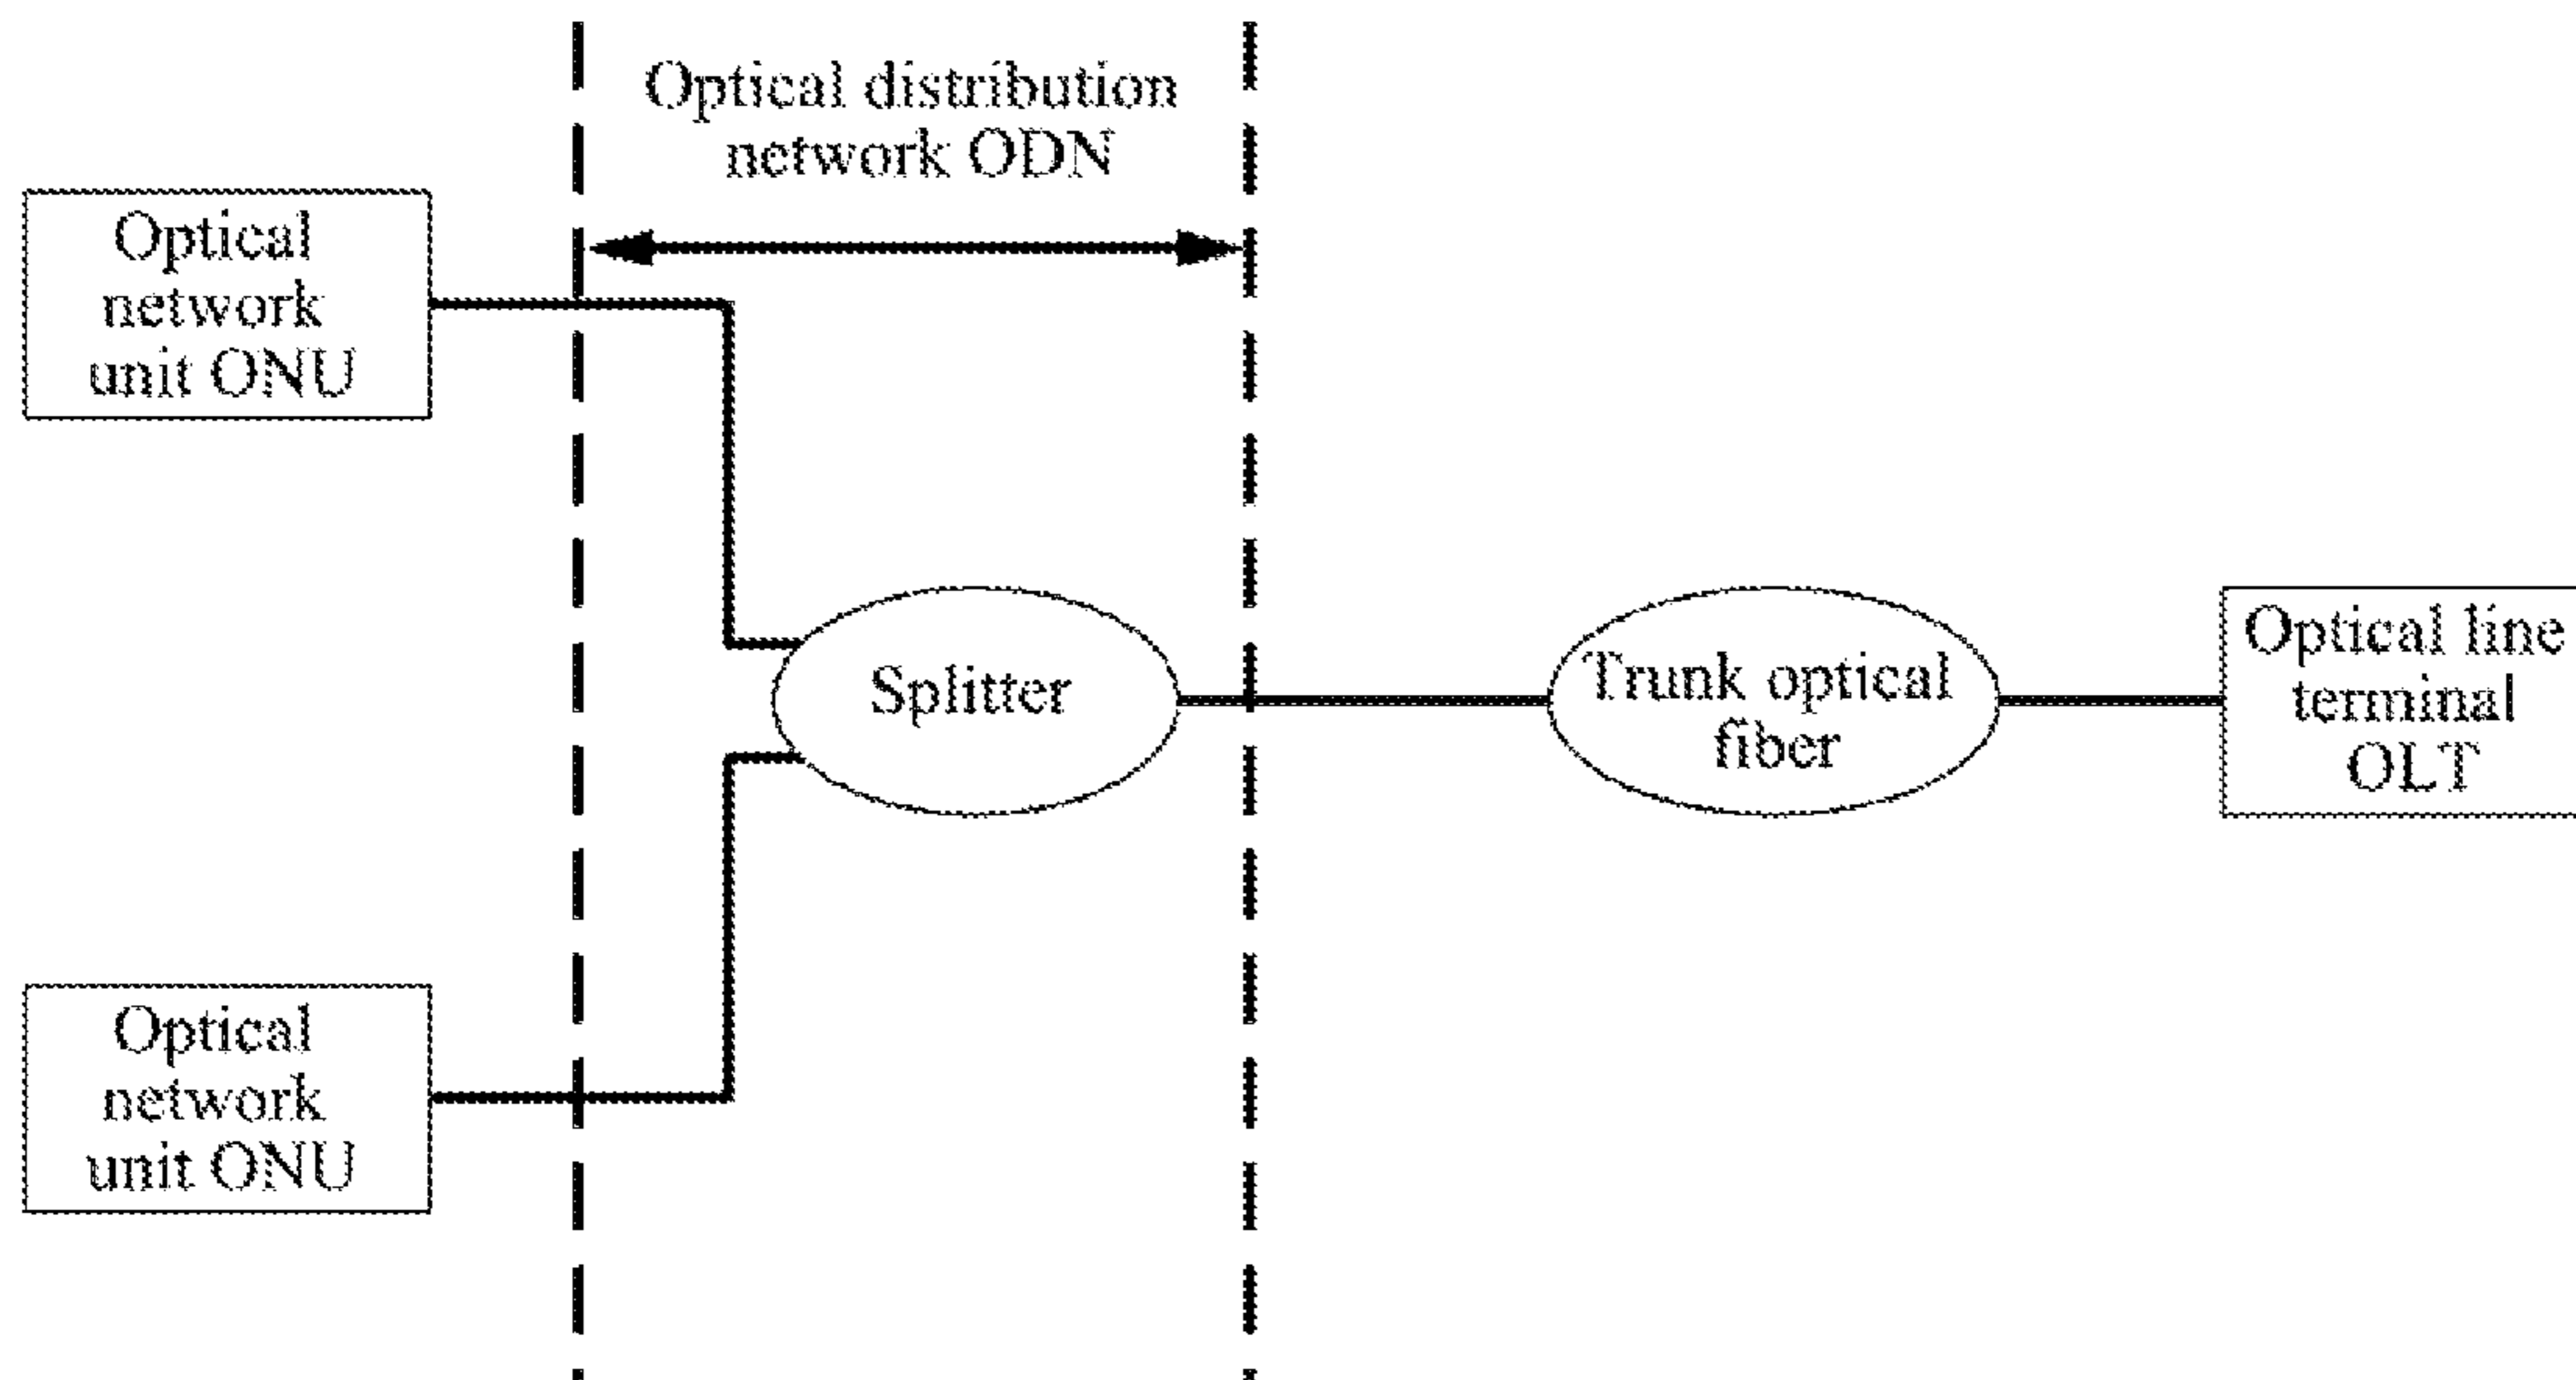 Optical distribution
network ODN
Optical
network
unit ONU
Splitter
Trunk optical
fiber
Optical line
terminal
OLT
Optical
network
unit ONU